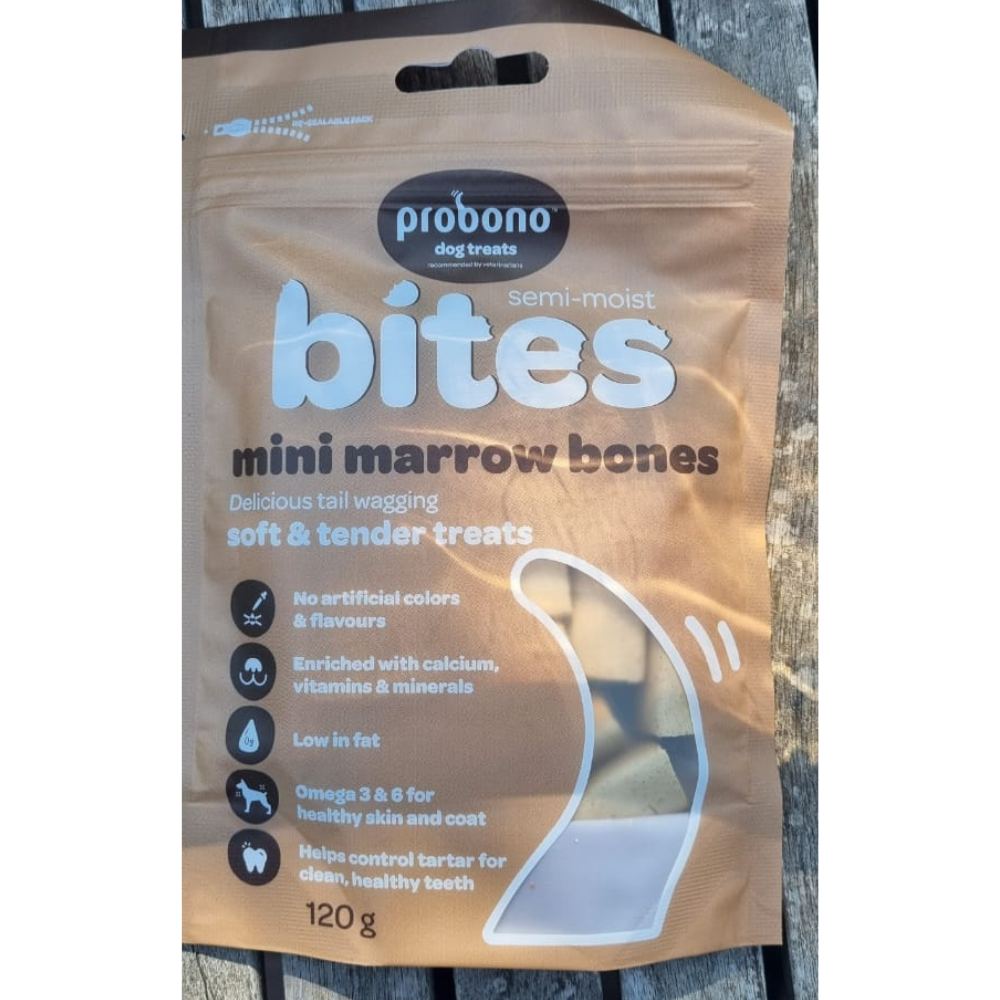 RE-SEALABLE PACK
probono™
dog treats
recommended by veterinarians
semi-moist
bites
mini marrow bones
Delicious tail wagging
soft & tender treats
No artificial colors
& flavours
Enriched with calcium,
vitamins & minerals
0g
Low in fat
Omega 3 & 6 for
healthy skin and coat
Helps control tartar for
clean, healthy teeth
120 g